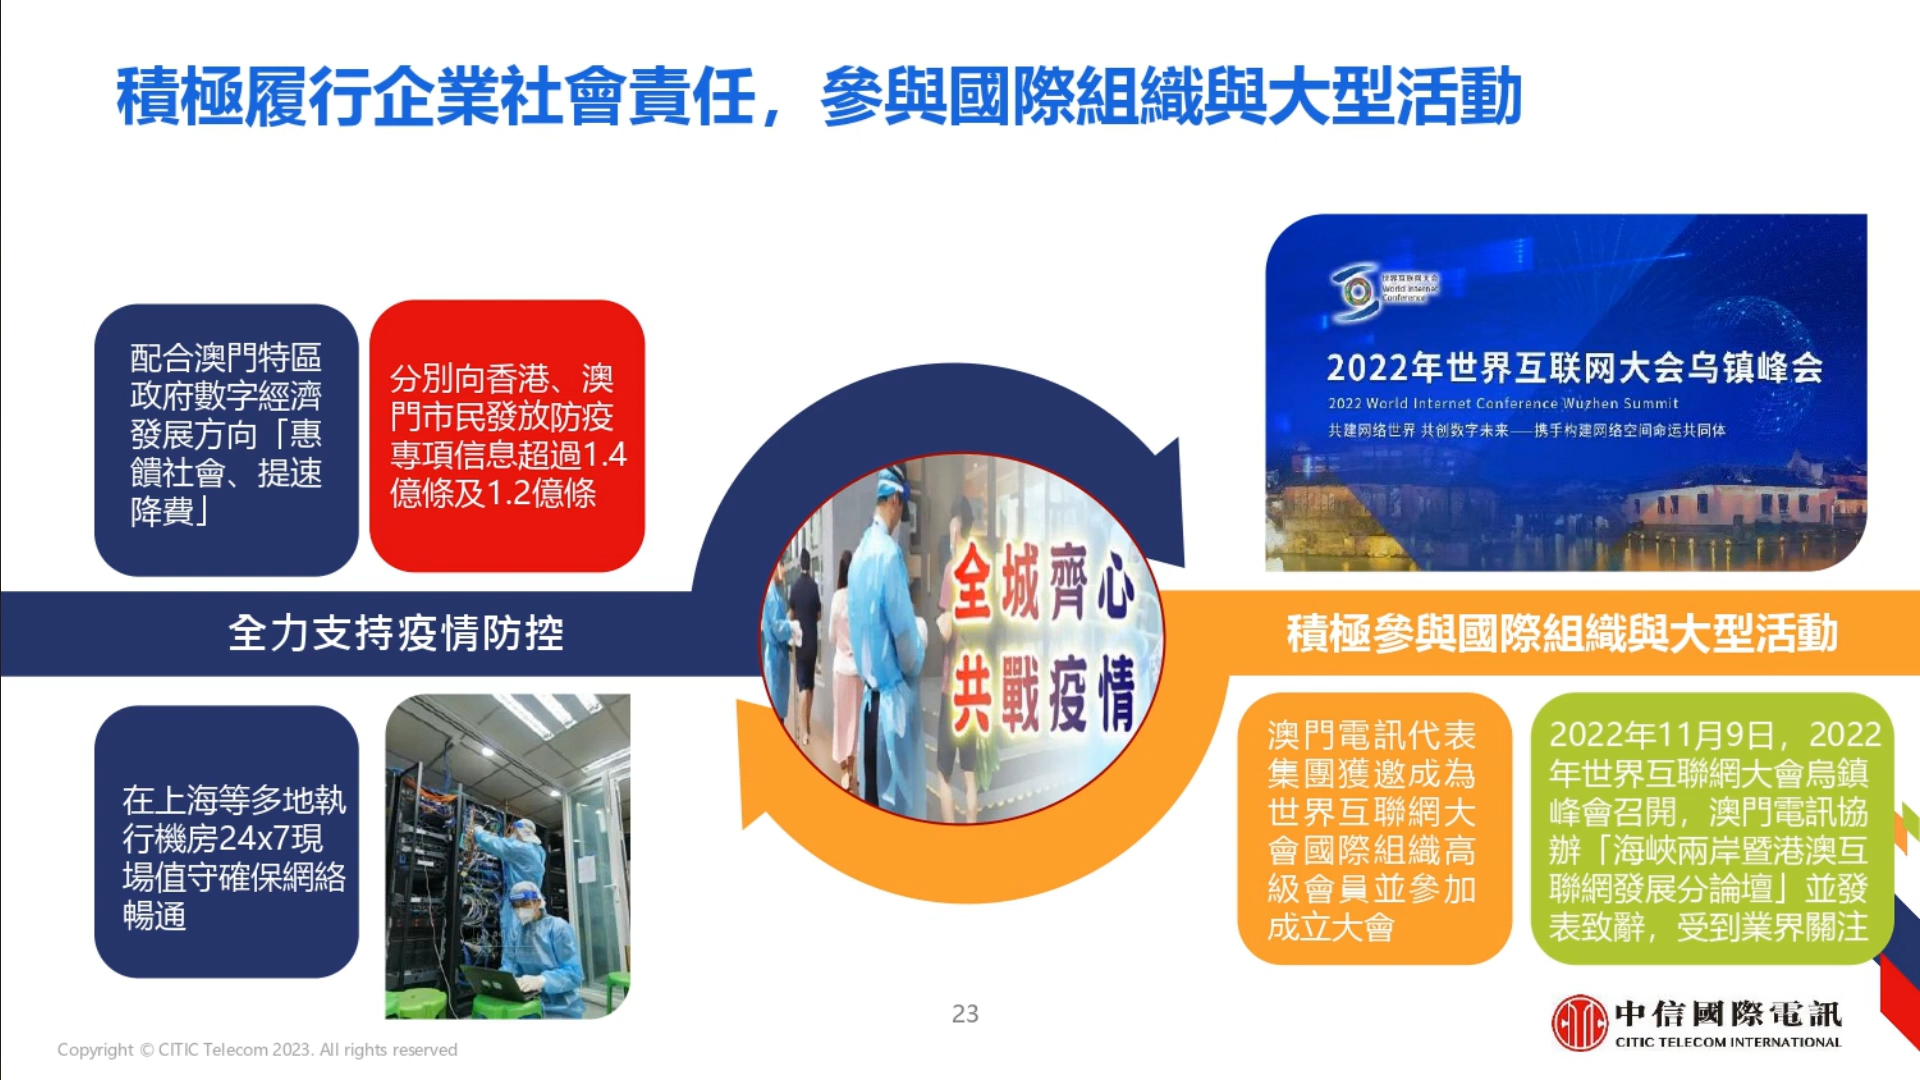 積極履行企業社會責任，參與國際組織與大型活動
配合澳門特區
政府數字經濟
發展方向「惠
饋社會、提速
降費」
分別向香港、澳
門市民發放防疫
專項信息超過1.4
億條及1.2億條
世界互联网大会
World Internet
Conference
2022年世界互联网大会乌镇峰会
2022 World Internet Conference Wuzhen Summit
共建网络世界 共创数字未来——携手构建网络空间命运共同体
全力支持疫情防控
全城齊心
共戰疫情
積極參與國際組織與大型活動
在上海等多地執
行機房24x7現
場值守確保網絡
暢通
澳門電訊代表
集團獲邀成為
世界互聯網大
會國際組織高
級會員並參加
成立大會
2022年11月9日，2022
年世界互聯網大會烏鎮
峰會召開，澳門電訊協
辦「海峽兩岸暨港澳互
聯網發展分論壇」並發
表致辭，受到業界關注
23
中信國際電訊
CITIC TELECOM INTERNATIONAL
Copyright © CITIC Telecom 2023. All rights reserved